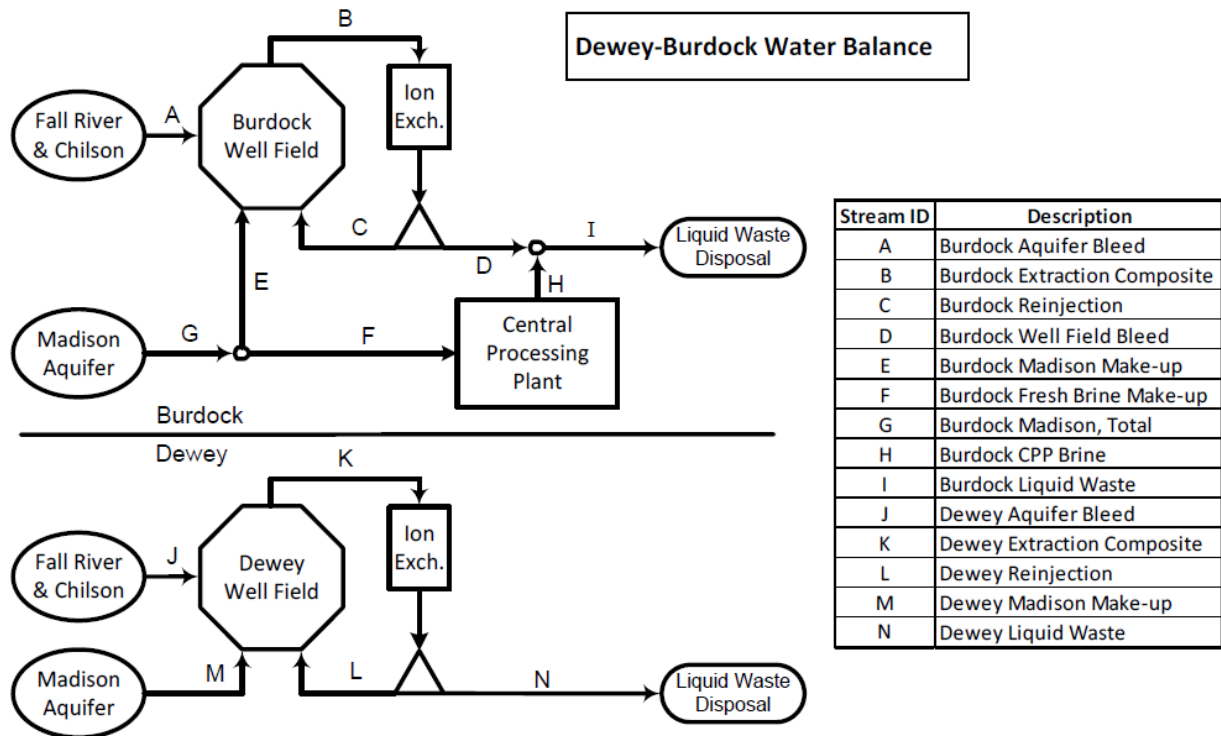 Dewey-Burdock Water Balance
B
Ion
Exch.
Fall River
& Chilson
A
Burdock
Well Field
C
D
I
Liquid Waste
Disposal
E
H
Madison
Aquifer
G
F
Central
Processing
Plant
Burdock
Dewey
K
Ion
Exch.
Fall River
& Chilson
J
Dewey
Well Field
Madison
Aquifer
M
L
N
Liquid Waste
Disposal
Stream ID Description
A Burdock Aquifer Bleed
B Burdock Extraction Composite
C Burdock Reinjection
D Burdock Well Field Bleed
E Burdock Madison Make-up
F Burdock Fresh Brine Make-up
G Burdock Madison, Total
H Burdock CPP Brine
I Burdock Liquid Waste
J Dewey Aquifer Bleed
K Dewey Extraction Composite
L Dewey Reinjection
M Dewey Madison Make-up
N Dewey Liquid Waste